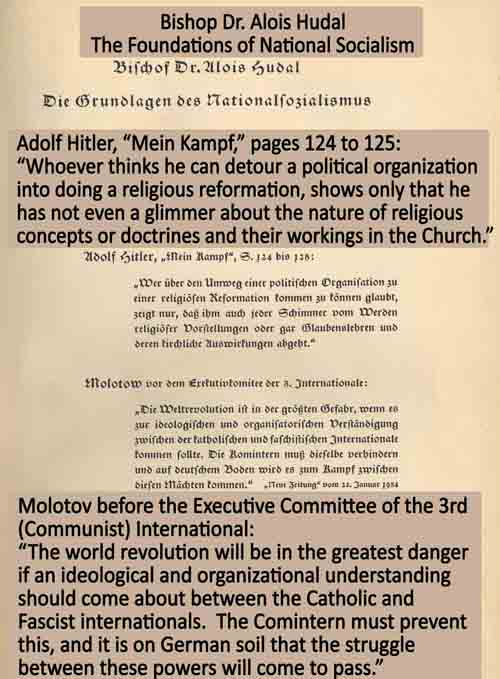 Bishop Dr. Alois Hudal
The Foundations of National Socialism
Bischof Dr. Alois Hudal
Die Grundlagen des Nationalsozialismus
Adolf Hitler, “Mein Kampf,” pages 124 to 125:
“Whoever thinks he can detour a political organization
into doing a religious reformation, shows only that he
has not even a glimmer about the nature of religious
concepts or doctrines and their workings in the Church.”
Adolf Hitler, „Mein Kampf“, S. 124 bis 128:
„Wer über den Umweg einer politischen Organisation zu
einer religiösen Reformation kommen zu können glaubt,
zeigt nur, daß ihm auch jeder Schimmer vom Werden
religiöser Vorstellungen oder gar Glaubenslehren und
deren kirchliche Auswirkungen abgeht.“
Molotow vor dem Exekutivkomitee der 3. Internationale:
„Die Weltrevolution ist in der größten Gefahr, wenn es
zur ideologischen und organisatorischen Verständigung
zwischen der katholischen und faschistischen Internationale
kommen sollte. Die Komintern muß dieselbe verhindern
und auf deutschem Boden wird es zum Kampf zwischen
diesen Mächten kommen.“ „Neue Zeitung“ vom 22. Januar 1934
Molotov before the Executive Committee of the 3rd
(Communist) International:
“The world revolution will be in the greatest danger
if an ideological and organizational understanding
should come about between the Catholic and
Fascist internationals.  The Comintern must prevent
this, and it is on German soil that the struggle
between these powers will come to pass.”